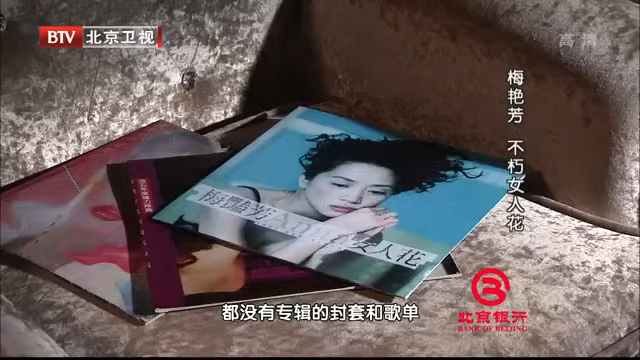 BTV 北京卫视
高清
梅艳芳 不朽女人花
梅艷芳 Anita 女人花
都没有专辑的封套和歌单
北京银行
BANK OF BEIJING